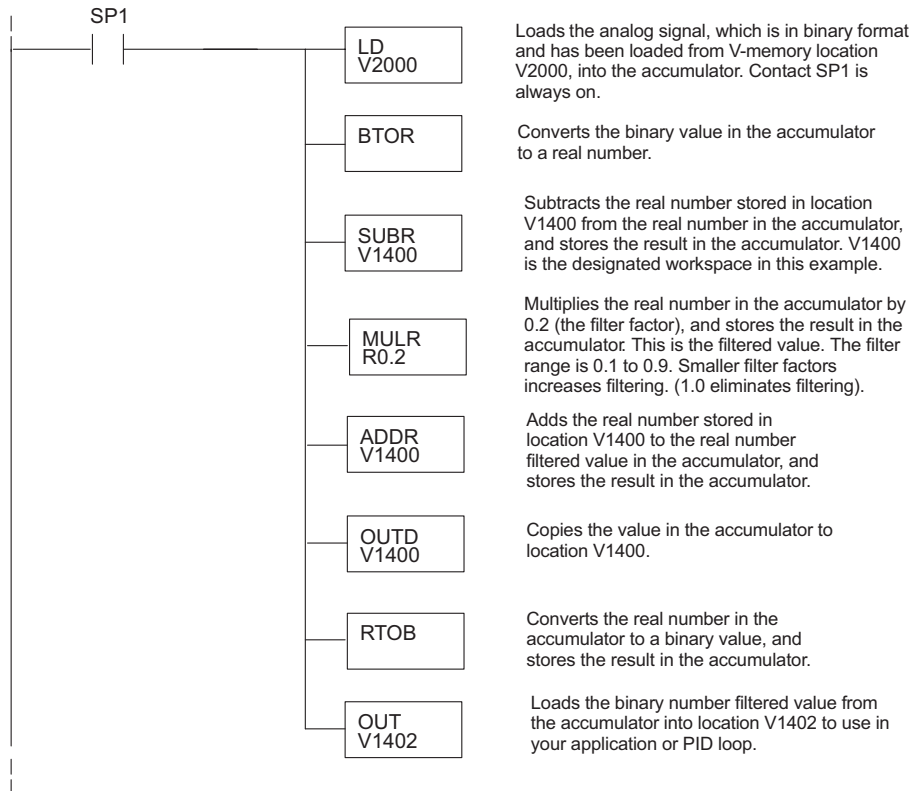 SP1
LD
V2000
Loads the analog signal, which is in binary format
and has been loaded from V-memory location
V2000, into the accumulator. Contact SP1 is
always on.
BTOR
Converts the binary value in the accumulator
to a real number.
SUBR
V1400
Subtracts the real number stored in location
V1400 from the real number in the accumulator,
and stores the result in the accumulator. V1400
is the designated workspace in this example.
MULR
R0.2
Multiplies the real number in the accumulator by
0.2 (the filter factor), and stores the result in the
accumulator. This is the filtered value. The filter
range is 0.1 to 0.9. Smaller filter factors
increases filtering. (1.0 eliminates filtering).
ADDR
V1400
Adds the real number stored in
location V1400 to the real number
filtered value in the accumulator, and
stores the result in the accumulator.
OUTD
V1400
Copies the value in the accumulator to
location V1400.
RTOB
Converts the real number in the
accumulator to a binary value, and
stores the result in the accumulator.
OUT
V1402
Loads the binary number filtered value from
the accumulator into location V1402 to use in
your application or PID loop.